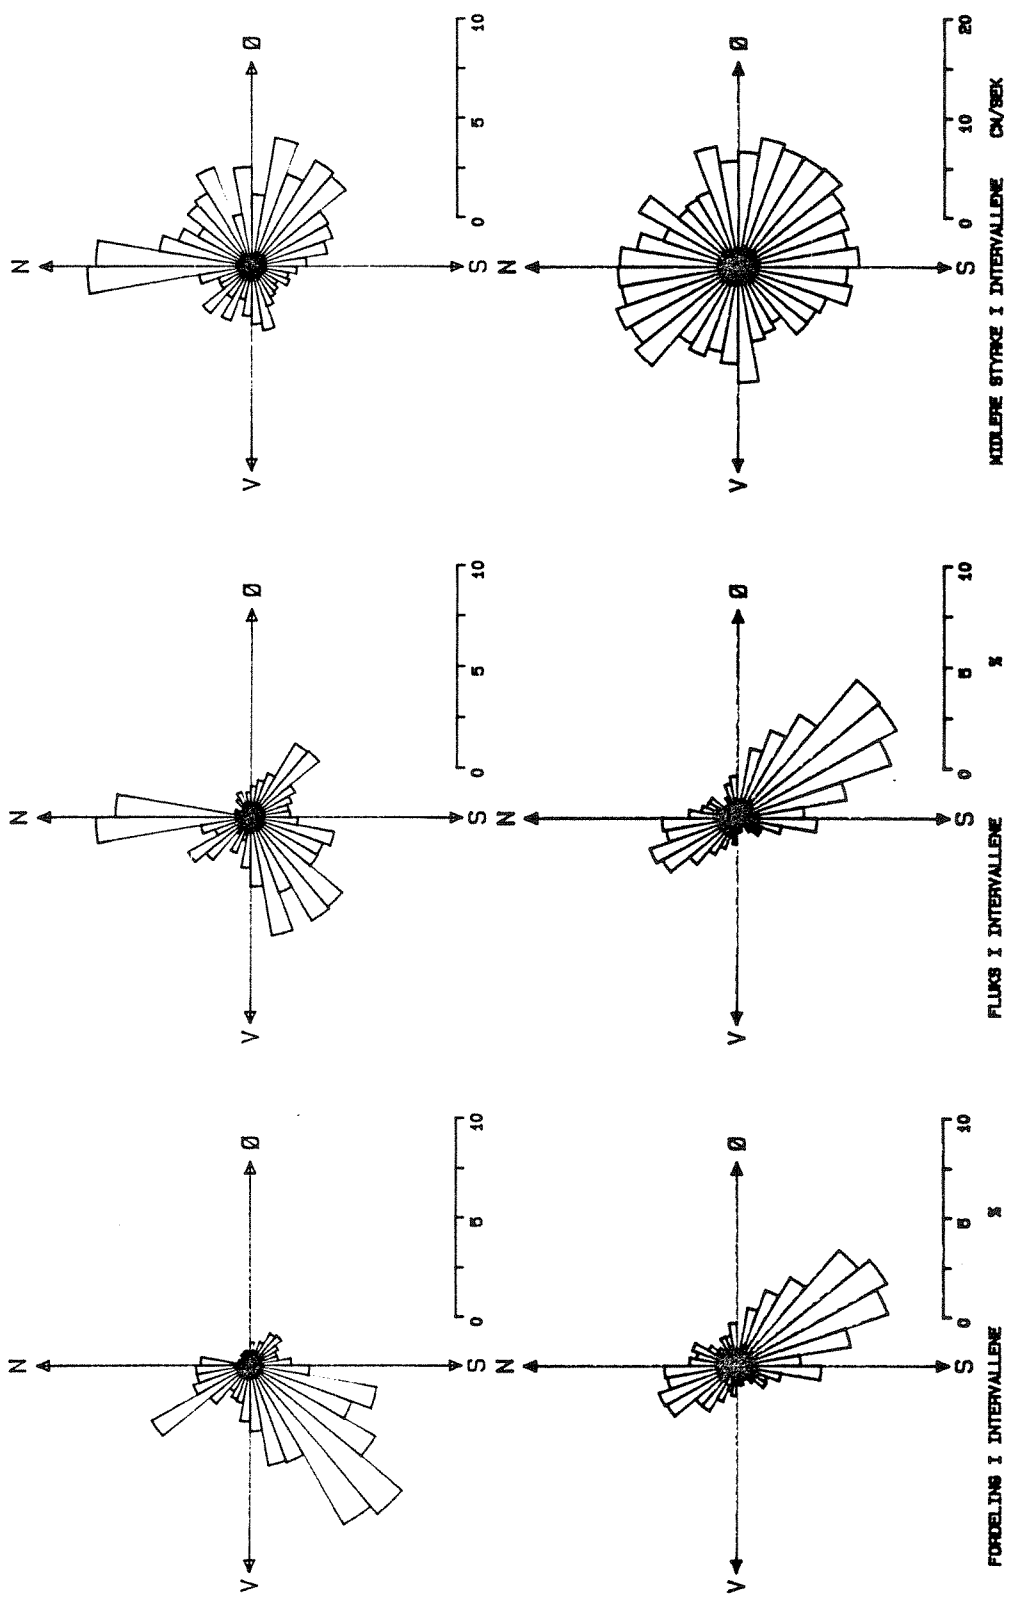 N
V
Ø
S
0 5 10
N
V
Ø
S
0 5 10
N
V
Ø
S
0 5 10
N
V
Ø
S
0 5 10
FORDELING I INTERVALLENE %
N
V
Ø
S
0 5 10
FLUKS I INTERVALLENE %
N
V
Ø
S
0 10 20
MIDLERE STYRKE I INTERVALLENE CM/SEK